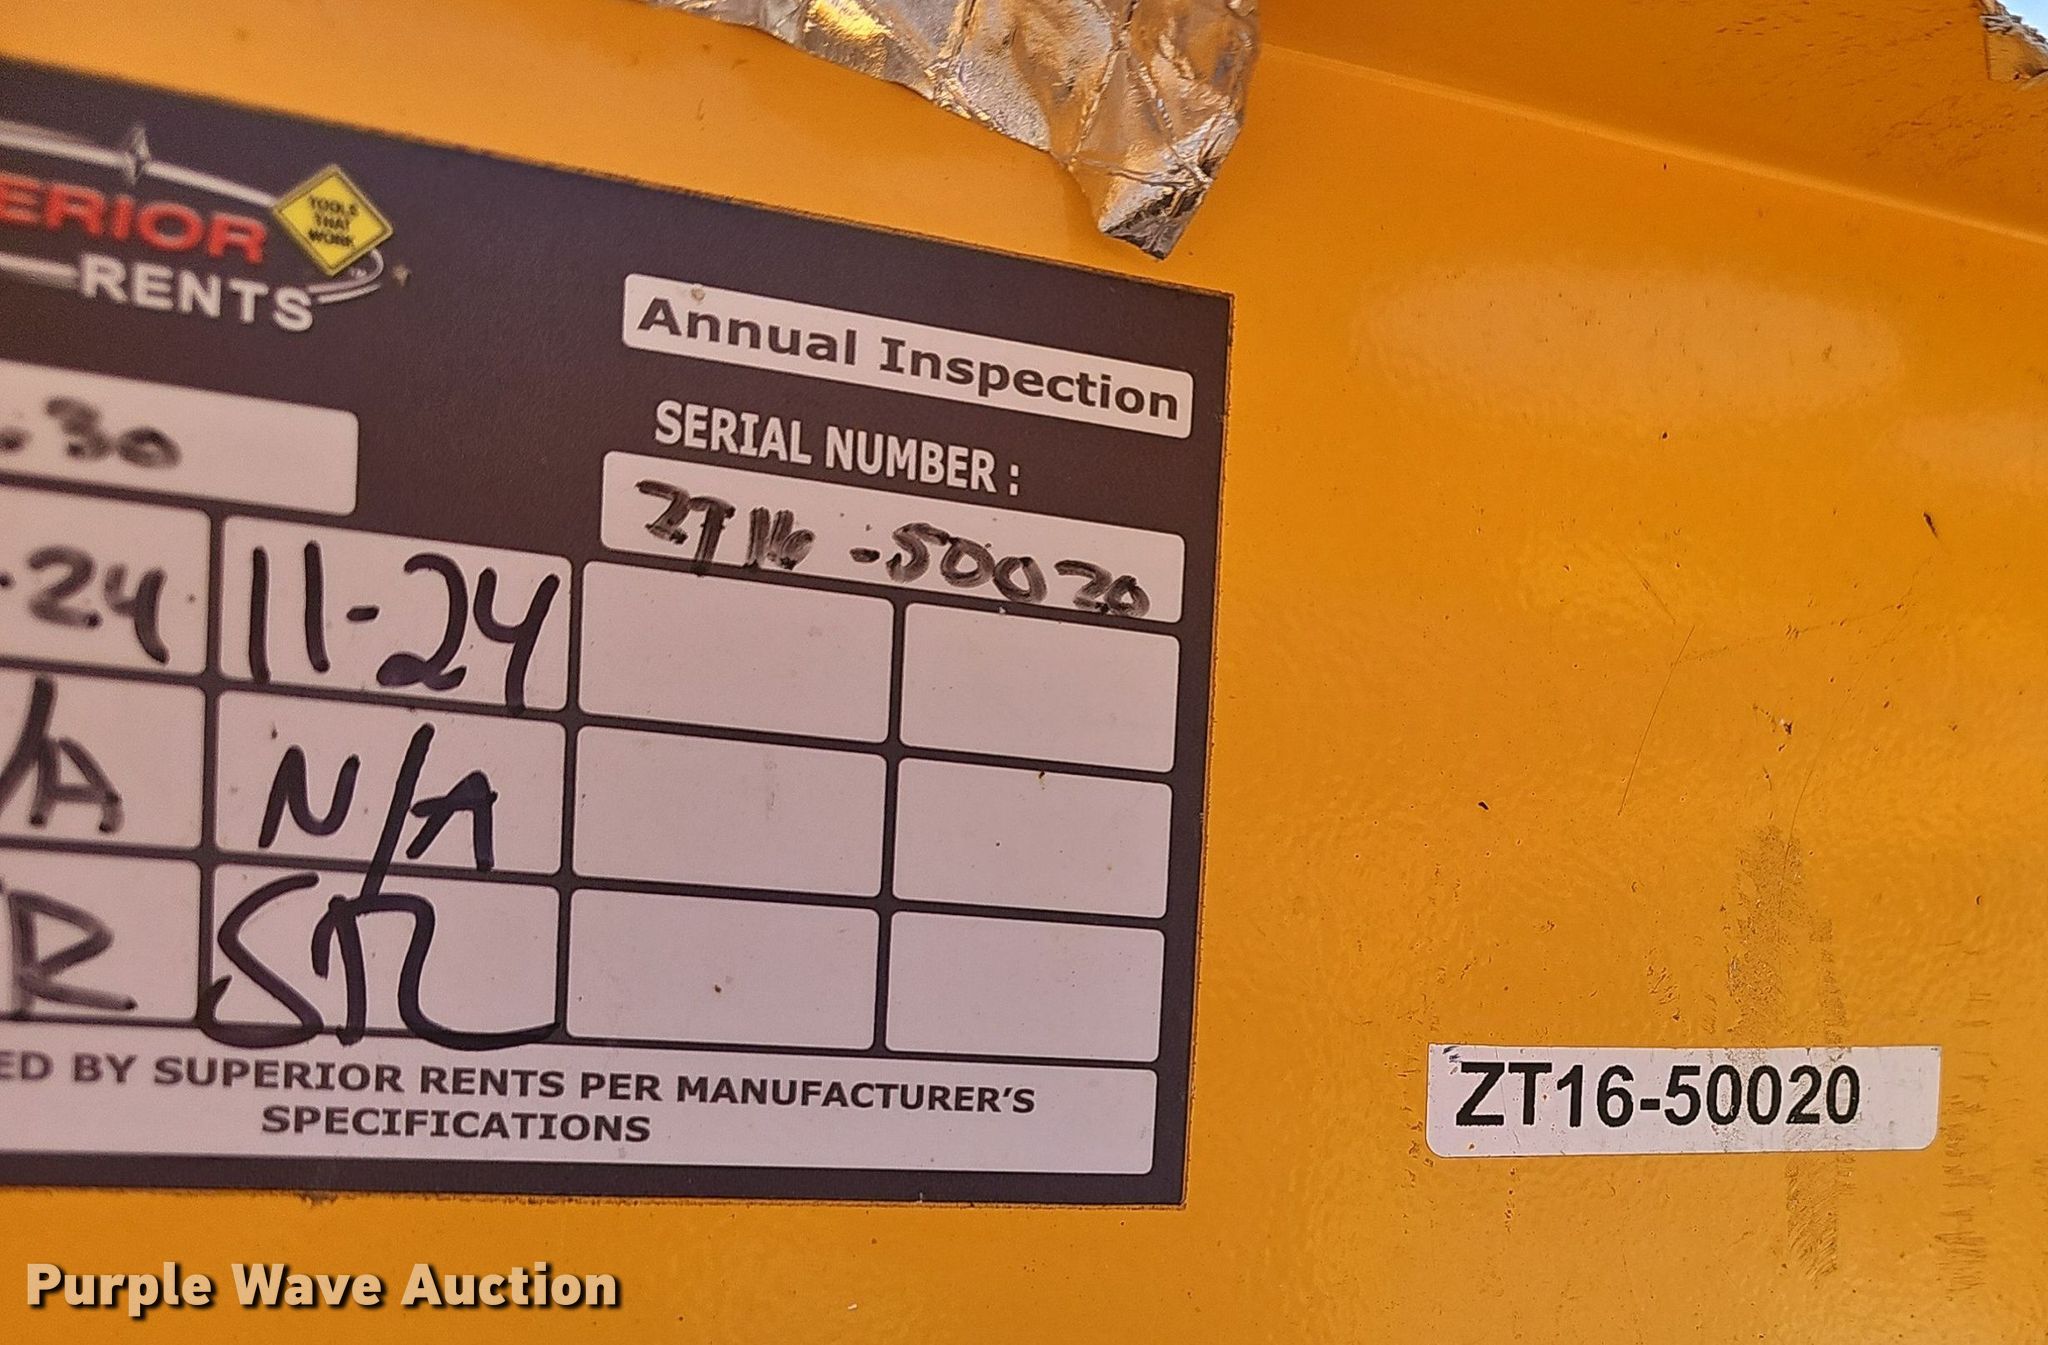 ERIOR
TOOLS
THAT
WORK
RENTS
Annual Inspection
SERIAL NUMBER :
30
ZT16-50020
-24
11-24
/A
N/A
R
SR
ED BY SUPERIOR RENTS PER MANUFACTURER'S
SPECIFICATIONS
ZT16-50020
Purple Wave Auction